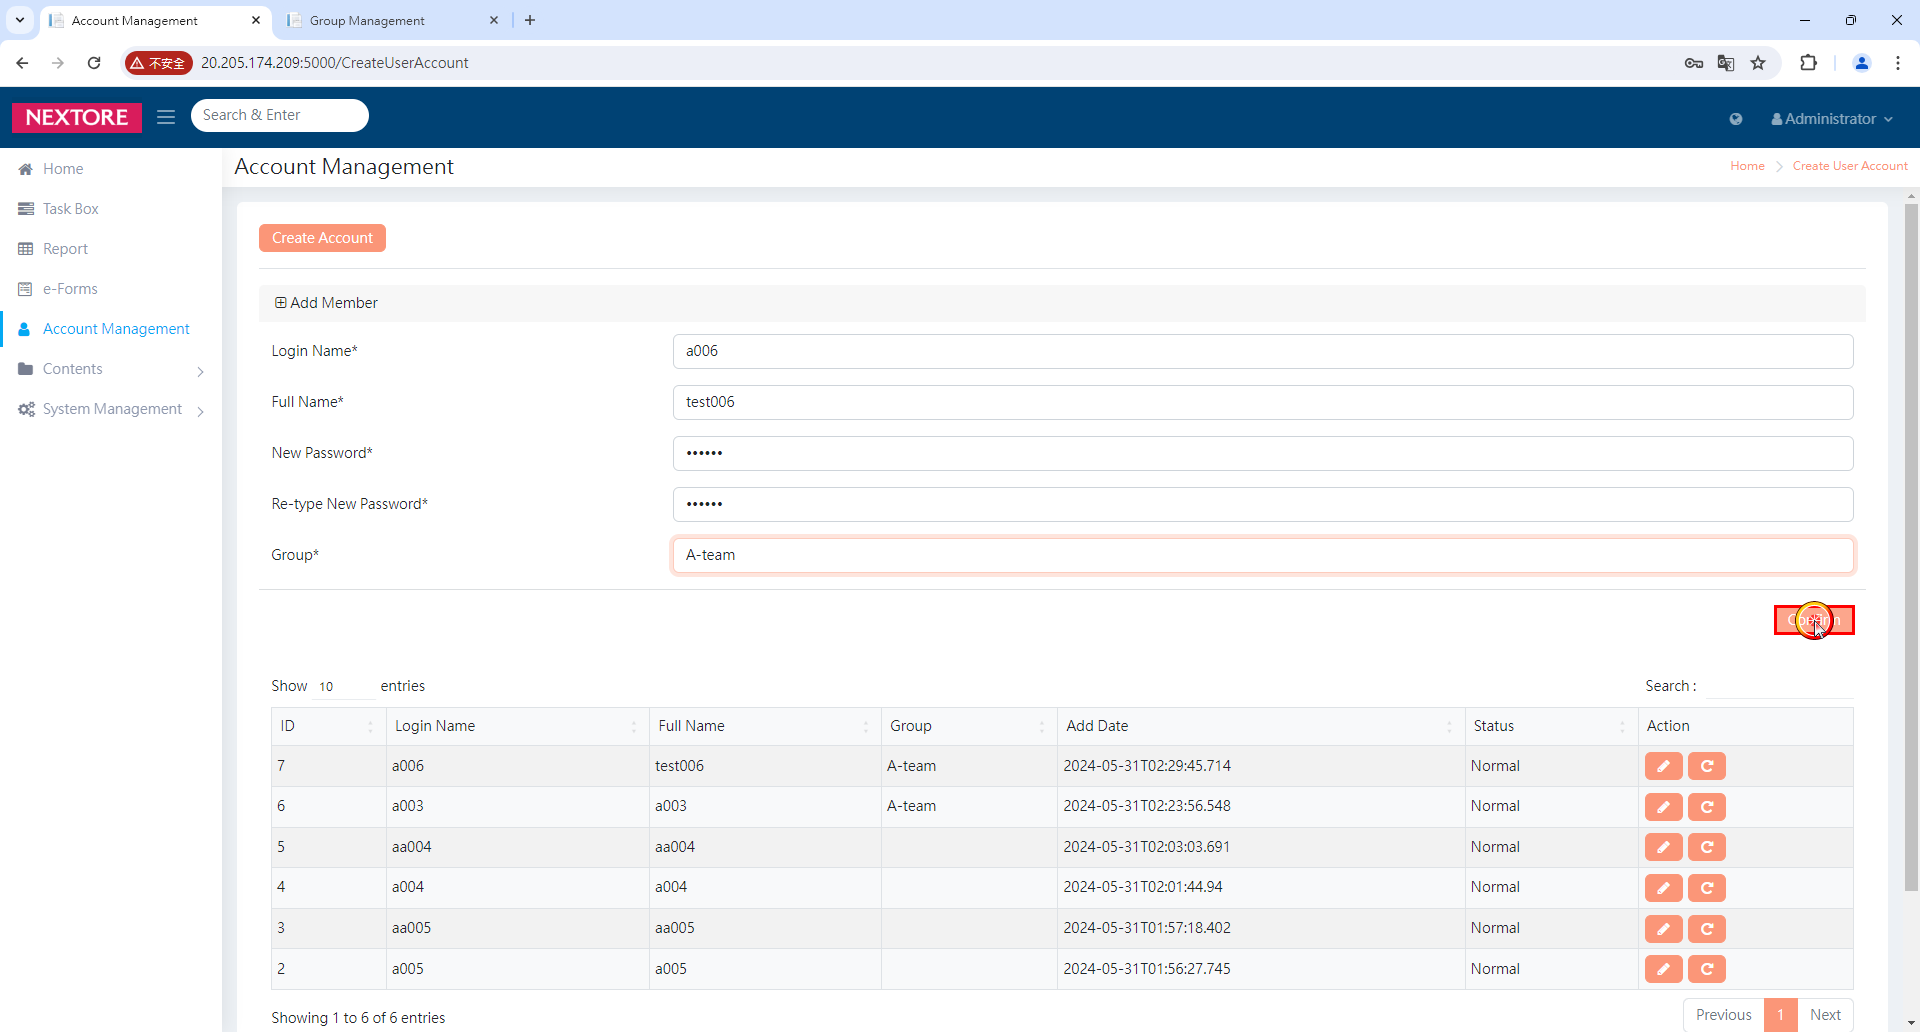 Account Management
Group Management
不安全
20.205.174.209:5000/CreateUserAccount
NEXTORE
Search & Enter
Administrator
Home
Task Box
Report
e-Forms
Account Management
Contents
System Management
Account Management
Home
Create User Account
Create Account
Add Member
Login Name*
a006
Full Name*
test006
New Password*
••••••
Re-type New Password*
••••••
Group*
A-team
Show 10 entries
Search :
ID Login Name Full Name Group Add Date Status Action
7 a006 test006 A-team 2024-05-31T02:29:45.714 Normal
6 a003 a003 A-team 2024-05-31T02:23:56.548 Normal
5 aa004 aa004 2024-05-31T02:03:03.691 Normal
4 a004 a004 2024-05-31T02:01:44.94 Normal
3 aa005 aa005 2024-05-31T01:57:18.402 Normal
2 a005 a005 2024-05-31T01:56:27.745 Normal
Showing 1 to 6 of 6 entries
Previous 1 Next